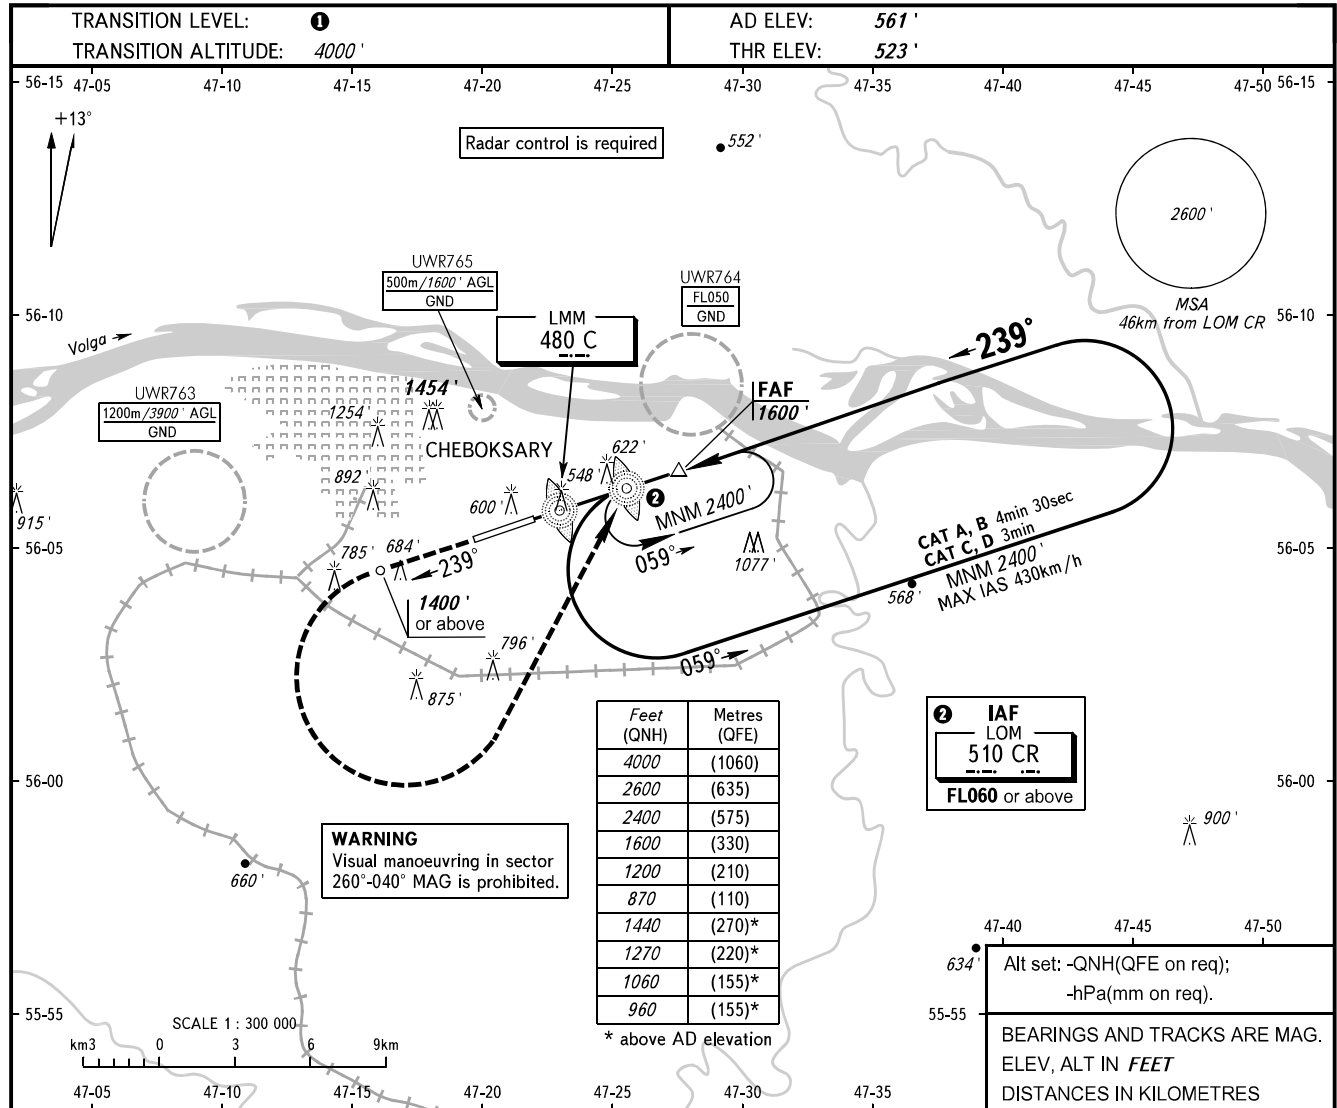 TRANSITION LEVEL: ❶
TRANSITION ALTITUDE: 4000'
AD ELEV: 561'
THR ELEV: 523'
56-15 47-05 47-10 47-15 47-20 47-25 47-30 47-35 47-40 47-45 47-50 56-15
+13°
Radar control is required
552'
2600'
MSA
46km from LOM CR
UWR765
500m/1600' AGL
GND
UWR764
FL050
GND
56-10
56-10
LMM
480 C
Volga
239°
UWR763
1200m/3900' AGL
GND
1454'
1254'
FAF
1600'
CHEBOKSARY
622'
548'
892'
600'
915'
❷
MNM 2400'
059°
1077'
CAT A, B 4min 30sec
CAT C, D 3min
MNM 2400'
MAX IAS 430km/h
568'
56-05
56-05
785'
684'
239°
1400'
or above
796'
875'
059°
❷ IAF
LOM
510 CR
FL060 or above
56-00
56-00
900'
Feet (QNH) Metres (QFE)
4000 (1060)
2600 (635)
2400 (575)
1600 (330)
1200 (210)
870 (110)
1440 (270)*
1270 (220)*
1060 (155)*
960 (155)*
* above AD elevation
WARNING
Visual manoeuvring in sector
260°-040° MAG is prohibited.
660'
634'
47-40 47-45 47-50
Alt set: -QNH(QFE on req);
-hPa(mm on req).
55-55
55-55
BEARINGS AND TRACKS ARE MAG.
ELEV, ALT IN FEET
DISTANCES IN KILOMETRES
SCALE 1 : 300 000
km3 0 3 6 9km
47-05 47-10 47-15 47-20 47-25 47-30 47-35